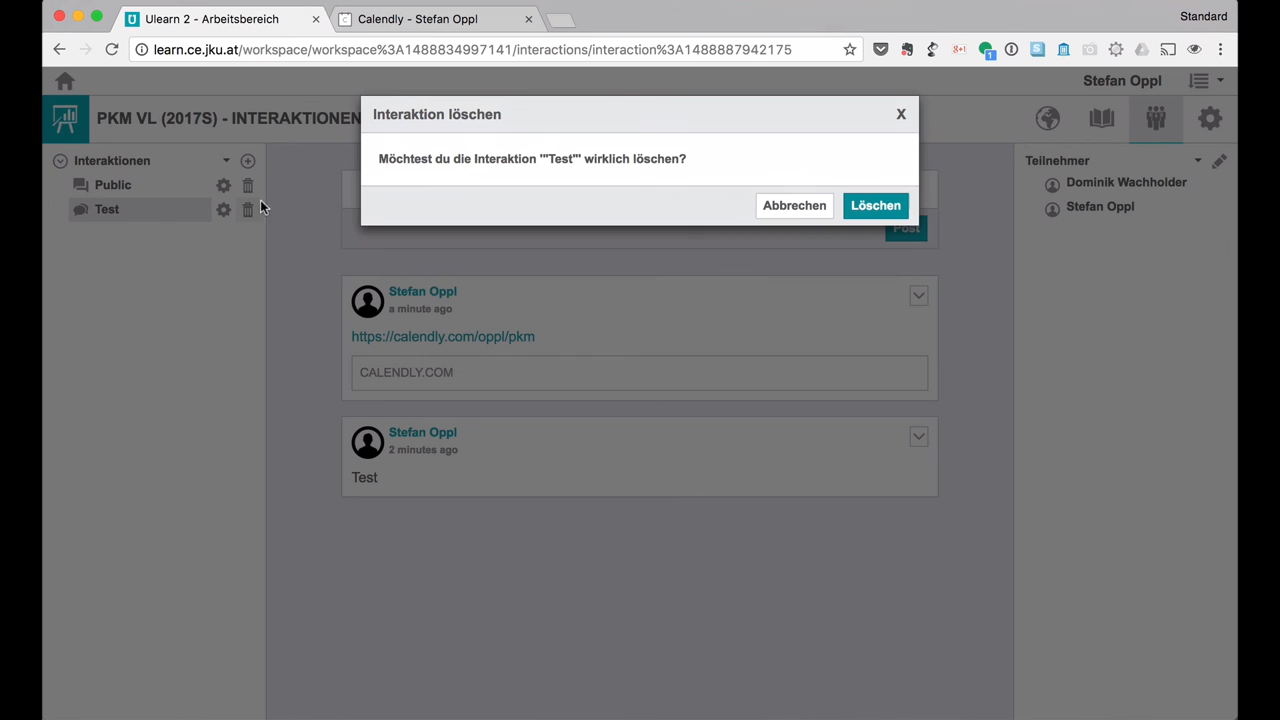 Ulearn 2 - Arbeitsbereich
Calendly - Stefan Oppl
Standard
learn.ce.jku.at/workspace/workspace%3A1488834997141/interactions/interaction%3A1488887942175
1
Stefan Oppl
PKM VL (2017S) - INTERAKTIONEN
Interaktion löschen
X
Möchtest du die Interaktion '"Test"' wirklich löschen?
Abbrechen
Löschen
Interaktionen
Public
Test
Teilnehmer
Dominik Wachholder
Stefan Oppl
Post
Stefan Oppl
a minute ago
https://calendly.com/oppl/pkm
CALENDLY.COM
Stefan Oppl
2 minutes ago
Test